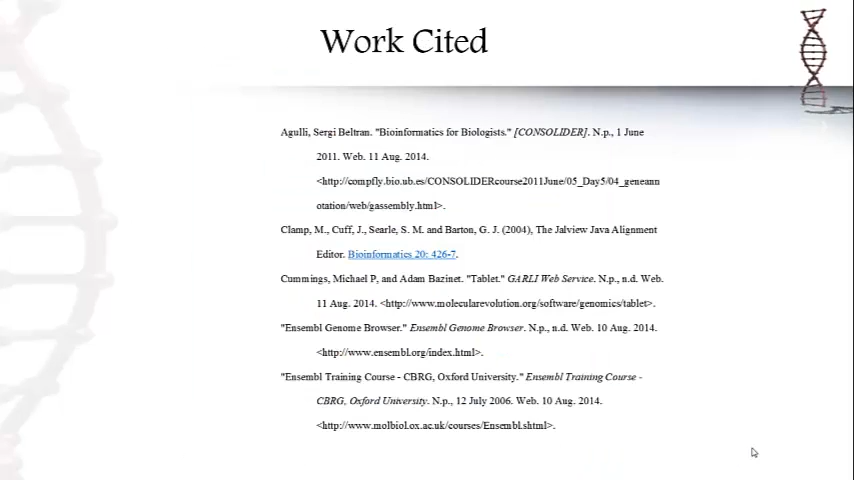 Work Cited
Agulli, Sergi Beltran. "Bioinformatics for Biologists." [CONSOLIDER]. N.p., 1 June
2011. Web. 11 Aug. 2014.
<http://compfly.bio.ub.es/CONSOLIDERcourse2011June/05_Day5/04_geneann
otation/web/gassembly.html>.
Clamp, M., Cuff, J., Searle, S. M. and Barton, G. J. (2004), The Jalview Java Alignment
Editor. Bioinformatics 20: 426-7.
Cummings, Michael P, and Adam Bazinet. "Tablet." GARLI Web Service. N.p., n.d. Web.
11 Aug. 2014. <http://www.molecularevolution.org/software/genomics/tablet>.
"Ensembl Genome Browser." Ensembl Genome Browser. N.p., n.d. Web. 10 Aug. 2014.
<http://www.ensembl.org/index.html>.
"Ensembl Training Course - CBRG, Oxford University." Ensembl Training Course -
CBRG, Oxford University. N.p., 12 July 2006. Web. 10 Aug. 2014.
<http://www.molbiol.ox.ac.uk/courses/Ensembl.shtml>.